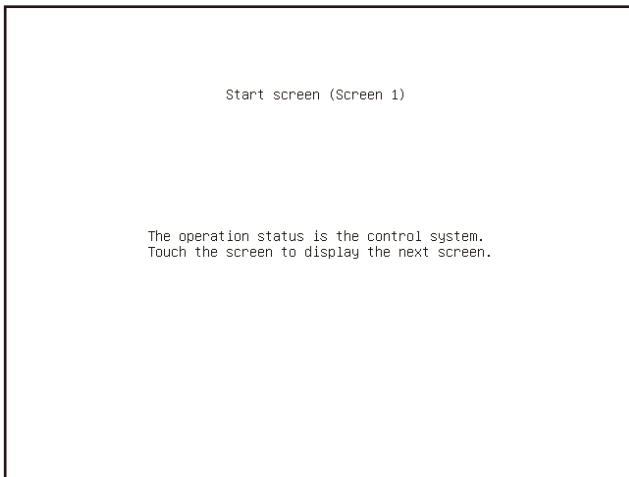 Start screen (Screen 1)
The operation status is the control system.
Touch the screen to display the next screen.